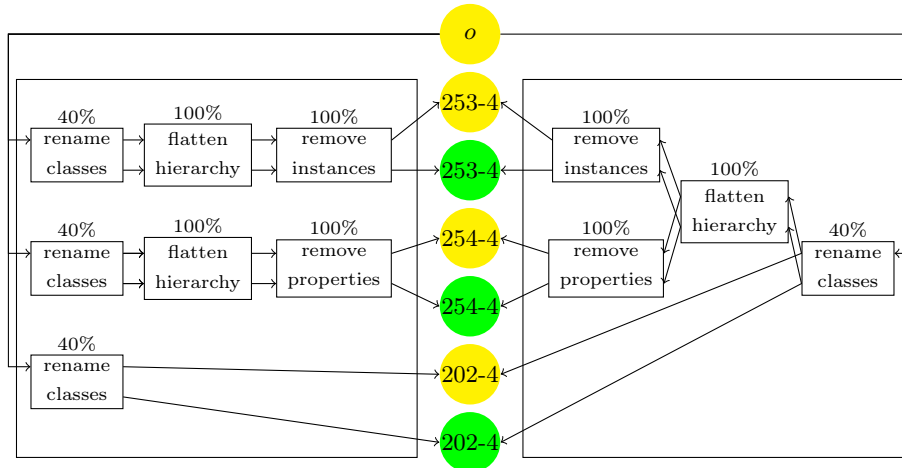 o
253-4
253-4
254-4
254-4
202-4
202-4
40%
rename
classes
100%
flatten
hierarchy
100%
remove
instances
40%
rename
classes
100%
flatten
hierarchy
100%
remove
properties
40%
rename
classes
100%
remove
instances
100%
remove
properties
100%
flatten
hierarchy
40%
rename
classes